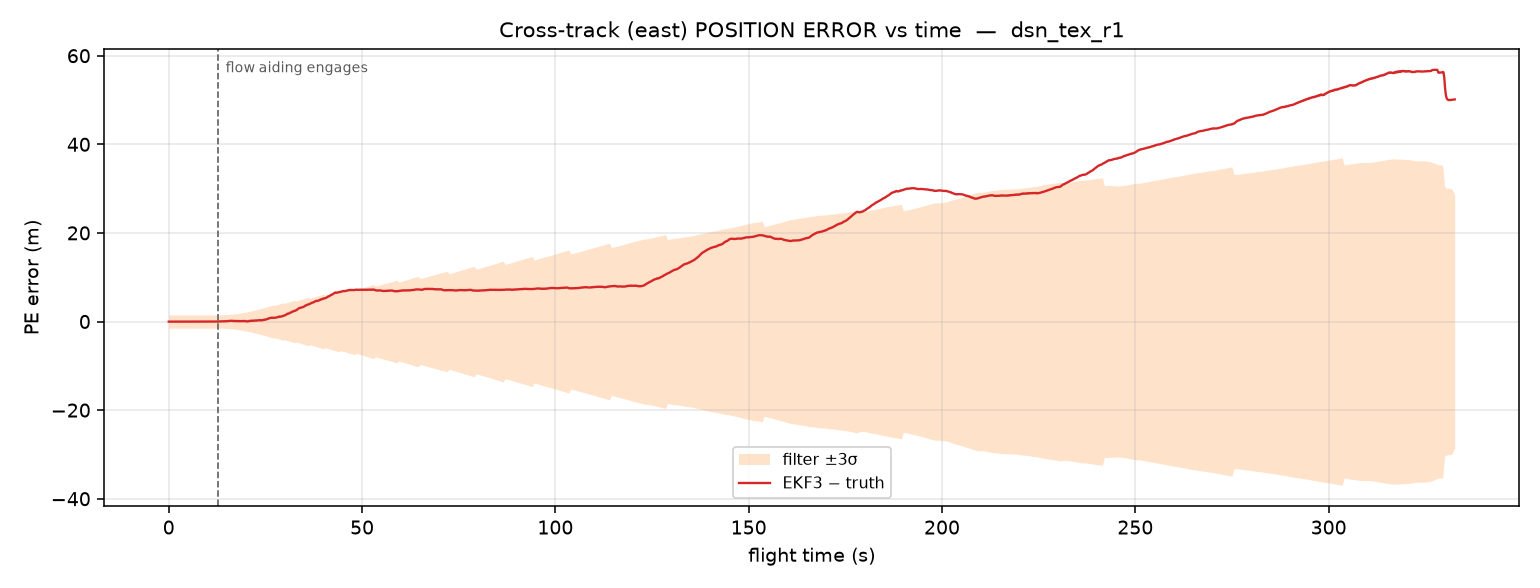 Cross-track (east) POSITION ERROR vs time  —  dsn_tex_r1
60
flow aiding engages
40
20
0
−20
−40
PE error (m)
filter ±3σ
EKF3 − truth
0 50 100 150 200 250 300
flight time (s)